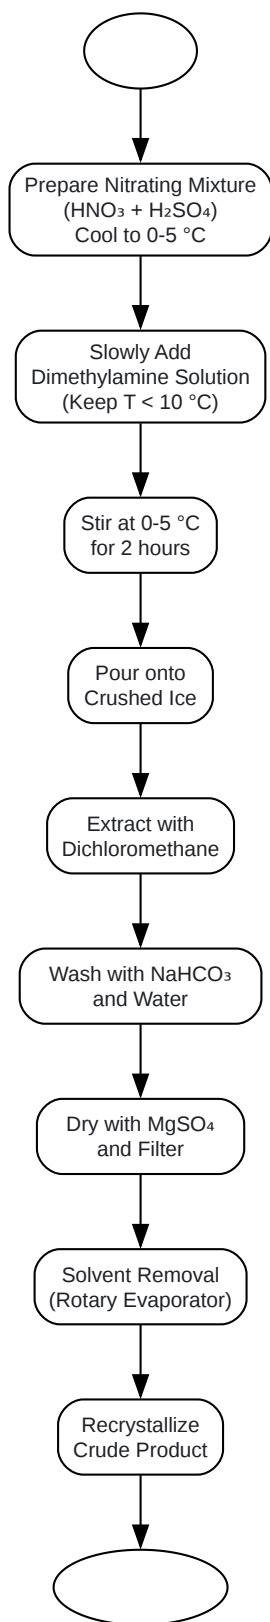 Prepare Nitrating Mixture
(HNO₃ + H₂SO₄)
Cool to 0-5 °C
Slowly Add
Dimethylamine Solution
(Keep T < 10 °C)
Stir at 0-5 °C
for 2 hours
Pour onto
Crushed Ice
Extract with
Dichloromethane
Wash with NaHCO₃
and Water
Dry with MgSO₄
and Filter
Solvent Removal
(Rotary Evaporator)
Recrystallize
Crude Product